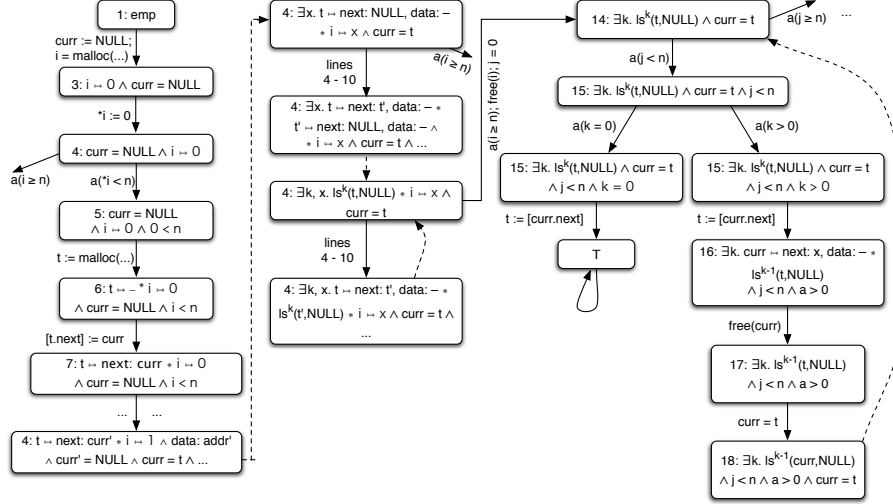 1: emp
curr := NULL;
i = malloc(...)
3: i ↦ 0 ∧ curr = NULL
*i := 0
4: curr = NULL ∧ i ↦ 0
a(i ≥ n)
a(*i < n)
5: curr = NULL
∧ i ↦ 0 ∧ 0 < n
t := malloc(...)
6: t ↦ – * i ↦ 0
∧ curr = NULL ∧ i < n
[t.next] := curr
7: t ↦ next: curr * i ↦ 0
∧ curr = NULL ∧ i < n
... ...
4: t ↦ next: curr' * i ↦ 1 ∧ data: addr'
∧ curr' = NULL ∧ curr = t ∧ ...
4: ∃x. t ↦ next: NULL, data: –
* i ↦ x ∧ curr = t
a(i ≥ n)
lines
4 - 10
4: ∃x. t ↦ next: t', data: – *
t' ↦ next: NULL, data: – ∧
* i ↦ x ∧ curr = t ∧ ...
4: ∃k, x. ls^k(t,NULL) * i ↦ x ∧
curr = t
lines
4 - 10
4: ∃k, x. t ↦ next: t', data: – *
ls^k(t',NULL) * i ↦ x ∧ curr = t ∧
...
a(i ≥ n); free(i); j = 0
14: ∃k. ls^k(t,NULL) ∧ curr = t
a(j ≥ n)
...
a(j < n)
15: ∃k. ls^k(t,NULL) ∧ curr = t ∧ j < n
a(k = 0)
a(k > 0)
15: ∃k. ls^k(t,NULL) ∧ curr = t
∧ j < n ∧ k = 0
t := [curr.next]
T
15: ∃k. ls^k(t,NULL) ∧ curr = t
∧ j < n ∧ k > 0
t := [curr.next]
16: ∃k. curr ↦ next: x, data: – *
ls^k-1(t,NULL)
∧ j < n ∧ a > 0
free(curr)
17: ∃k. ls^k-1(t,NULL)
∧ j < n ∧ a > 0
curr = t
18: ∃k. ls^k-1(curr,NULL)
∧ j < n ∧ a > 0 ∧ curr = t